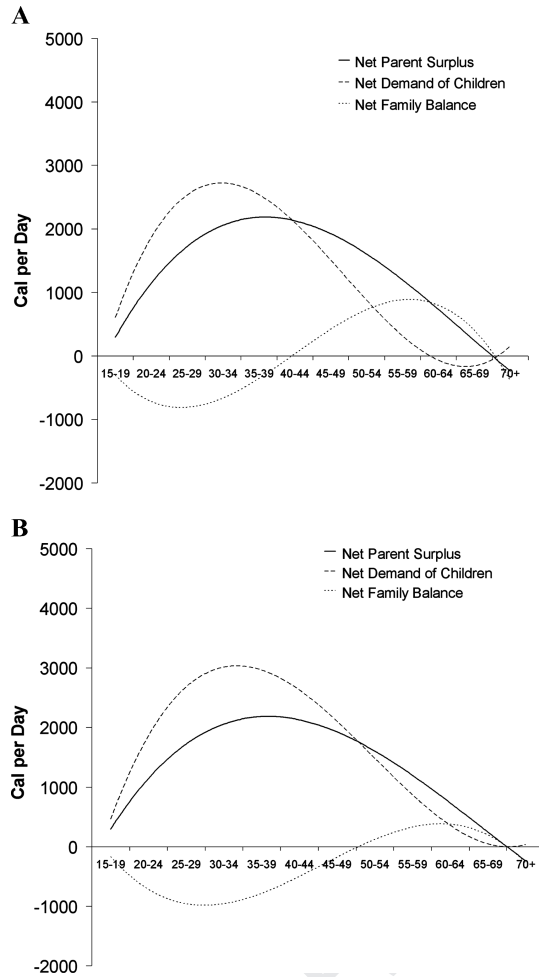 A
5000
Net Parent Surplus
4000
Net Demand of Children
Net Family Balance
3000
2000
1000
0
-1000
-2000
Cal per Day
15-19 20-24 25-29 30-34 35-39 40-44 45-49 50-54 55-59 60-64 65-69 70+
B
5000
Net Parent Surplus
Net Demand of Children
Net Family Balance
4000
3000
2000
1000
0
-1000
-2000
Cal per Day
15-19 20-24 25-29 30-34 35-39 40-44 45-49 50-54 55-59 60-64 65-69 70+